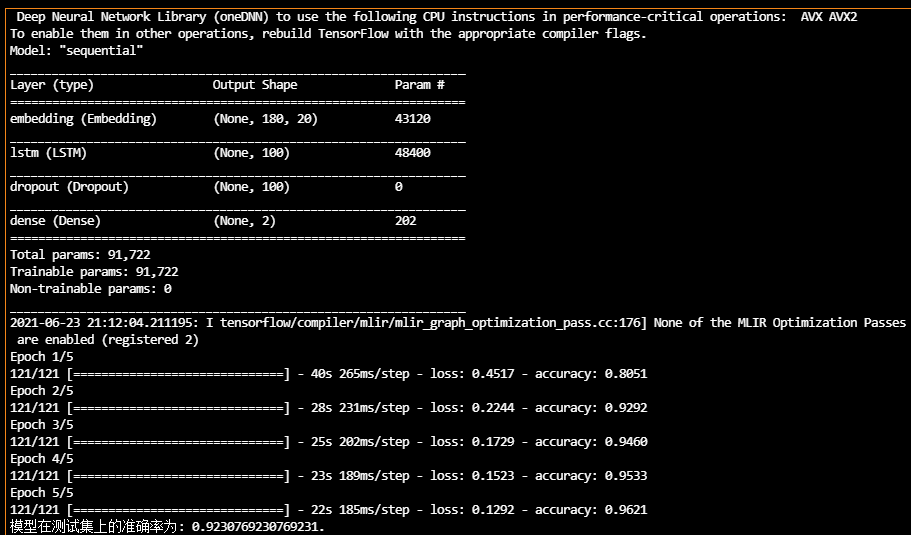 Deep Neural Network Library (oneDNN) to use the following CPU instructions in performance-critical operations:  AVX AVX2
To enable them in other operations, rebuild TensorFlow with the appropriate compiler flags.
Model: "sequential"
_________________________________________________________________
Layer (type)                 Output Shape              Param #
=================================================================
embedding (Embedding)        (None, 180, 20)           43120
_________________________________________________________________
lstm (LSTM)                  (None, 100)               48400
_________________________________________________________________
dropout (Dropout)            (None, 100)               0
_________________________________________________________________
dense (Dense)                (None, 2)                 202
=================================================================
Total params: 91,722
Trainable params: 91,722
Non-trainable params: 0
_________________________________________________________________
2021-06-23 21:12:04.211195: I tensorflow/compiler/mlir/mlir_graph_optimization_pass.cc:176] None of the MLIR Optimization Passes
are enabled (registered 2)
Epoch 1/5
121/121 [==============================] - 40s 265ms/step - loss: 0.4517 - accuracy: 0.8051
Epoch 2/5
121/121 [==============================] - 28s 231ms/step - loss: 0.2244 - accuracy: 0.9292
Epoch 3/5
121/121 [==============================] - 25s 202ms/step - loss: 0.1729 - accuracy: 0.9460
Epoch 4/5
121/121 [==============================] - 23s 189ms/step - loss: 0.1523 - accuracy: 0.9533
Epoch 5/5
121/121 [==============================] - 22s 185ms/step - loss: 0.1292 - accuracy: 0.9621
模型在测试集上的准确率为: 0.9230769230769231.